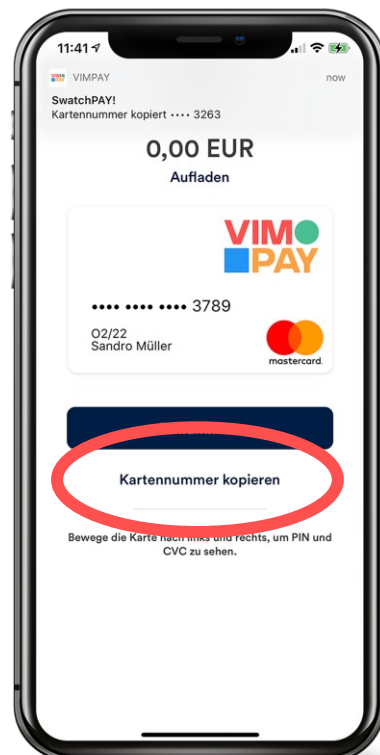 11:41
VIMPAY
now
SwatchPAY!
Kartennummer kopiert •••• 3263
0,00 EUR
Aufladen
VIM
PAY
•••• •••• •••• 3789
02/22
Sandro Müller
mastercard.
Kartennummer kopieren
Bewege die Karte nach links und rechts, um PIN und
CVC zu sehen.